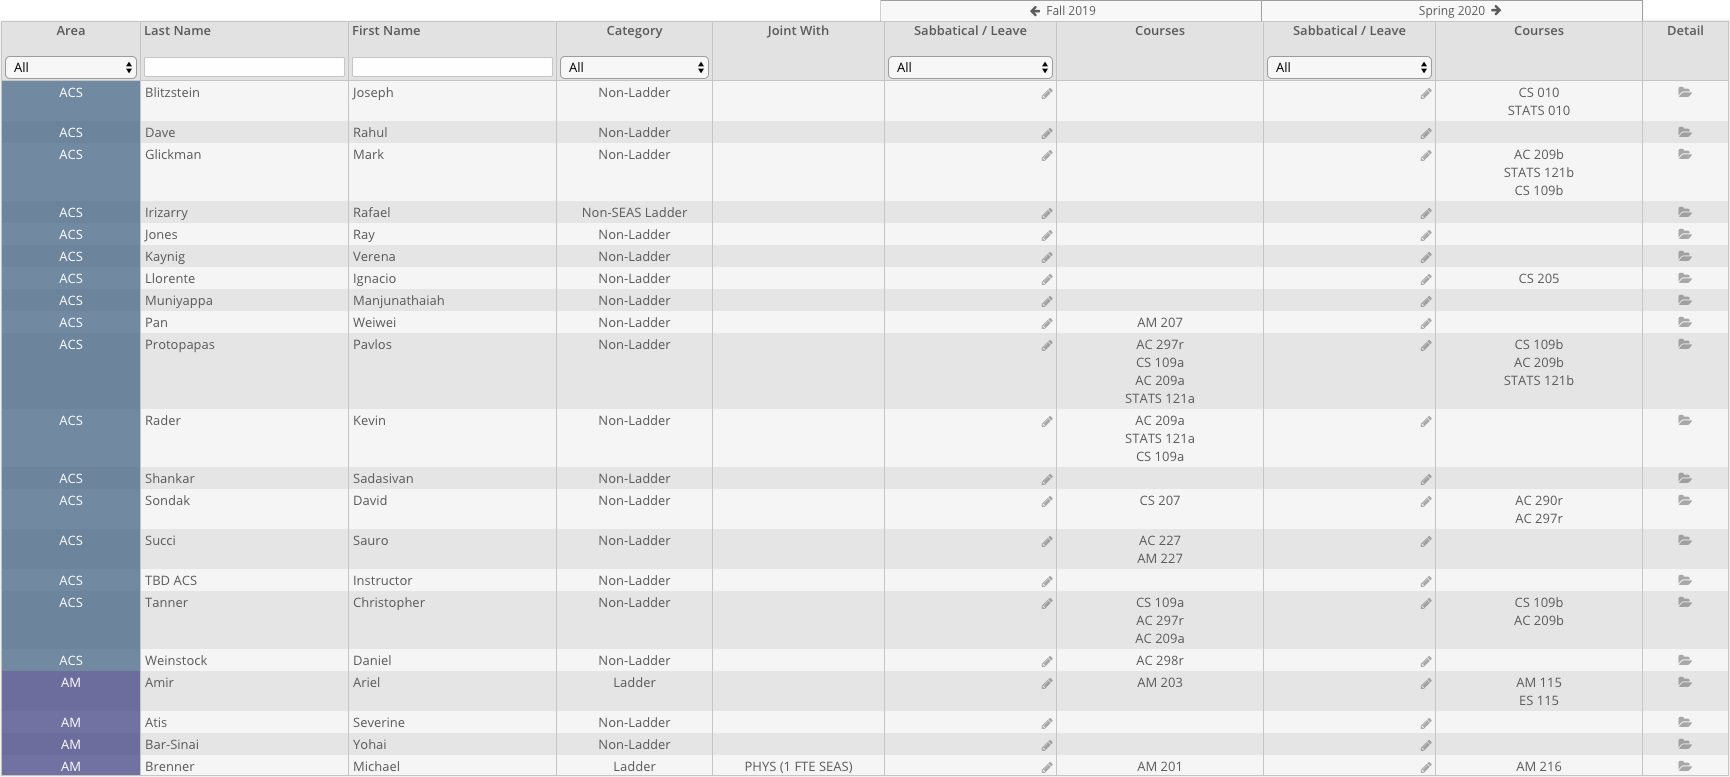 Fall 2019 Spring 2020
Area Last Name First Name Category Joint With Sabbatical / Leave Courses Sabbatical / Leave Courses Detail
All All All All
ACS Blitzstein Joseph Non-Ladder CS 010
STATS 010
ACS Dave Rahul Non-Ladder
ACS Glickman Mark Non-Ladder AC 209b
STATS 121b
CS 109b
ACS Irizarry Rafael Non-SEAS Ladder
ACS Jones Ray Non-Ladder
ACS Kaynig Verena Non-Ladder
ACS Llorente Ignacio Non-Ladder CS 205
ACS Muniyappa Manjunathaiah Non-Ladder
ACS Pan Weiwei Non-Ladder AM 207
ACS Protopapas Pavlos Non-Ladder AC 297r CS 109b
CS 109a AC 209b
AC 209a STATS 121b
STATS 121a
ACS Rader Kevin Non-Ladder AC 209a
STATS 121a
CS 109a
ACS Shankar Sadasivan Non-Ladder
ACS Sondak David Non-Ladder CS 207 AC 290r
AC 297r
ACS Succi Sauro Non-Ladder AC 227
AM 227
ACS TBD ACS Instructor Non-Ladder
ACS Tanner Christopher Non-Ladder CS 109a CS 109b
AC 297r AC 209b
AC 209a
ACS Weinstock Daniel Non-Ladder AC 298r
AM Amir Ariel Ladder AM 203 AM 115
ES 115
AM Atis Severine Non-Ladder
AM Bar-Sinai Yohai Non-Ladder
AM Brenner Michael Ladder PHYS (1 FTE SEAS) AM 201 AM 216